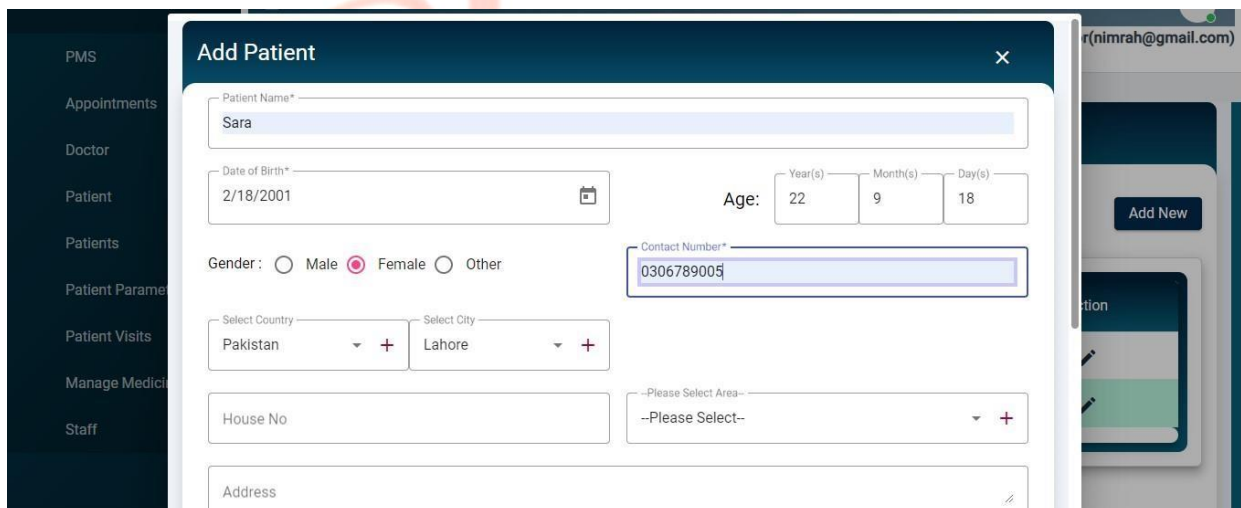 r(nimrah@gmail.com)
PMS
Appointments
Doctor
Patient
Patients
Patient Paramet
Patient Visits
Manage Medici
Staff
Add Patient
Patient Name*
Sara
Date of Birth*
2/18/2001
Age:
Year(s)
22
Month(s)
9
Day(s)
18
Gender : Male Female Other
Contact Number*
0306789005
Select Country
Pakistan
Select City
Lahore
House No
--Please Select Area--
--Please Select--
Address
Add New
ction